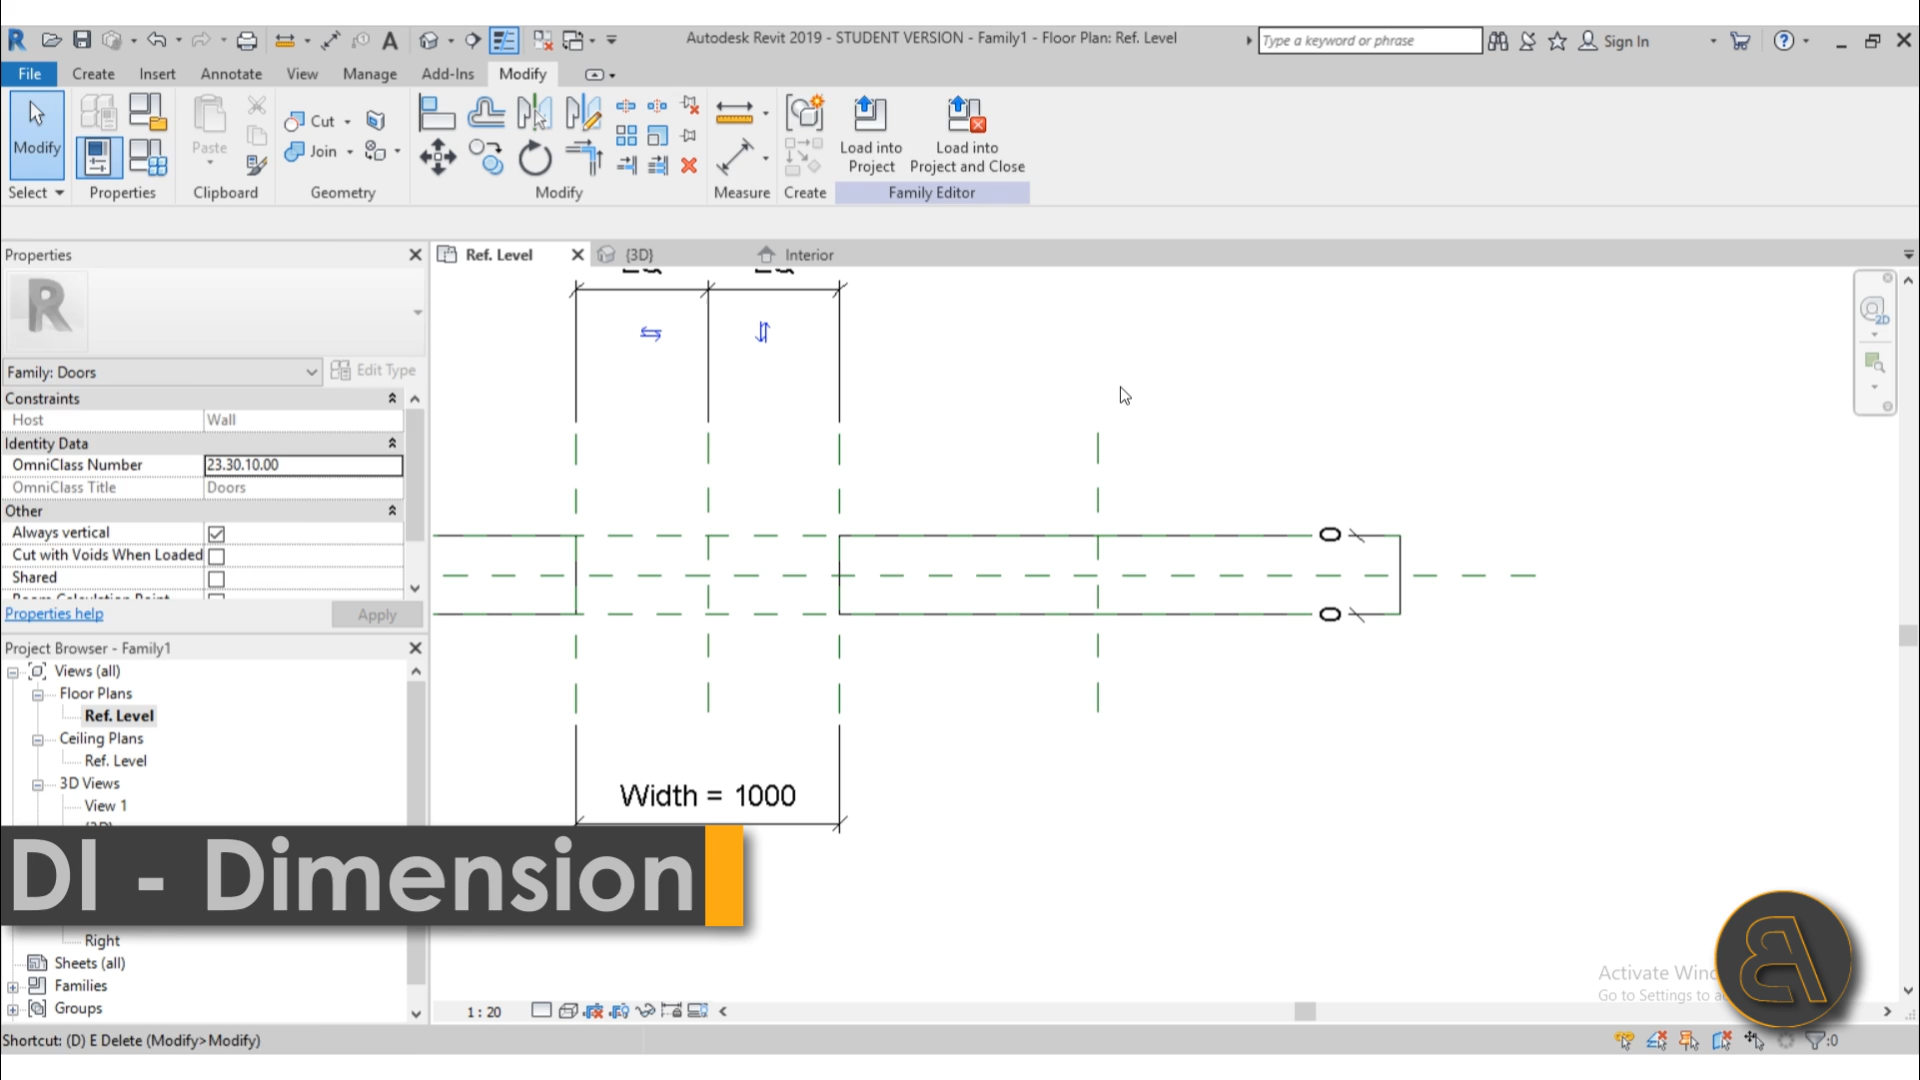 Autodesk Revit 2019 - STUDENT VERSION - Family1 - Floor Plan: Ref. Level
Type a keyword or phrase
Sign In
File Create Insert Annotate View Manage Add-Ins Modify
Modify
Paste
Cut
Join
Load into Project
Load into Project and Close
Select Properties Clipboard Geometry Modify Measure Create Family Editor
Properties
Ref. Level
{3D}
Interior
R
2D
Family: Doors
Edit Type
Constraints
Host Wall
Identity Data
OmniClass Number 23.30.10.00
OmniClass Title Doors
Other
Always vertical
Cut with Voids When Loaded
Shared
Properties help
Apply
0
0
Width = 1000
Project Browser - Family1
Views (all)
Floor Plans
Ref. Level
Ceiling Plans
Ref. Level
3D Views
View 1
DI - Dimension
Right
Sheets (all)
Families
Groups
1 : 20
Go to Settings to
Activate
Shortcut: (D) E Delete (Modify>Modify)
:0